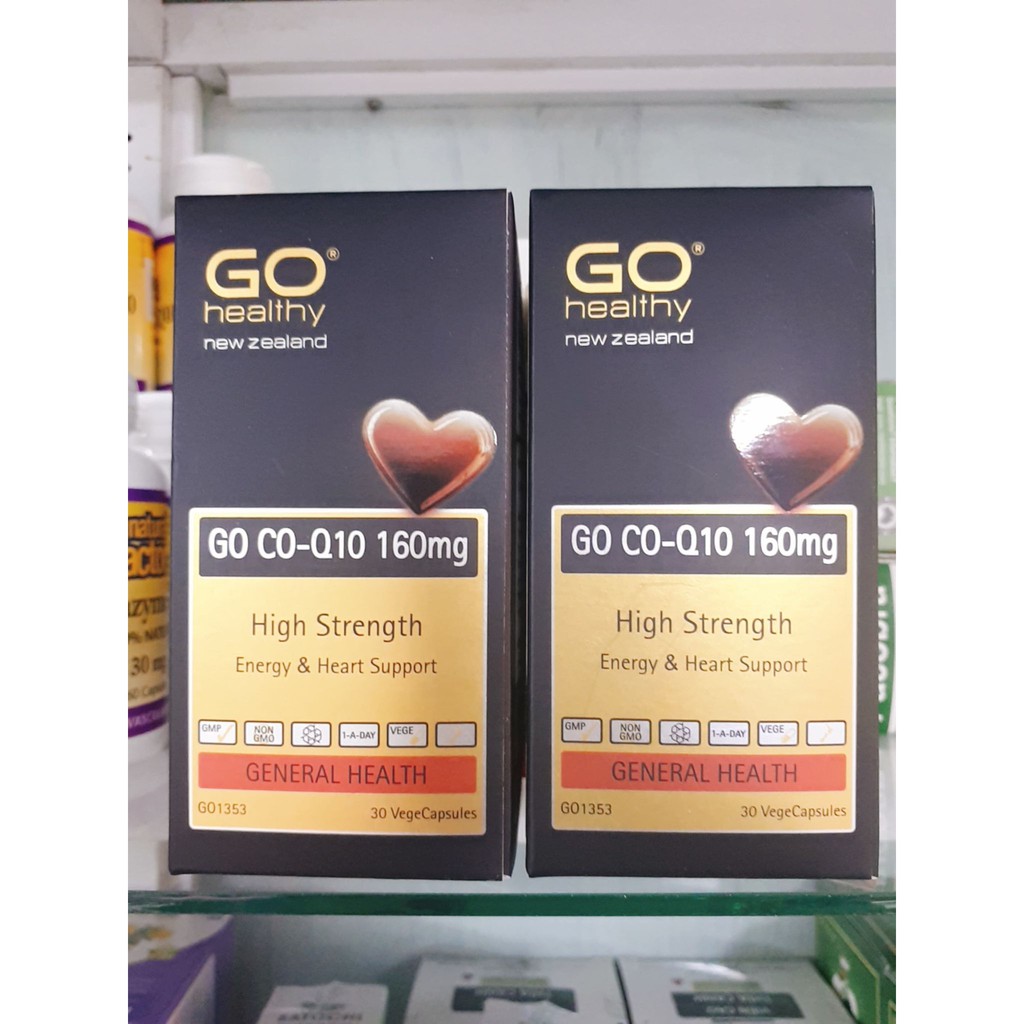 GO®
healthy
new zealand
GO CO-Q10 160mg
High Strength
Energy & Heart Support
GMP
NON GMO
1-A-DAY
VEGE
GENERAL HEALTH
GO1353
30 VegeCapsules
GO®
healthy
new zealand
GO CO-Q10 160mg
High Strength
Energy & Heart Support
GMP
NON GMO
1-A-DAY
VEGE
GENERAL HEALTH
GO1353
30 VegeCapsules
30 mg